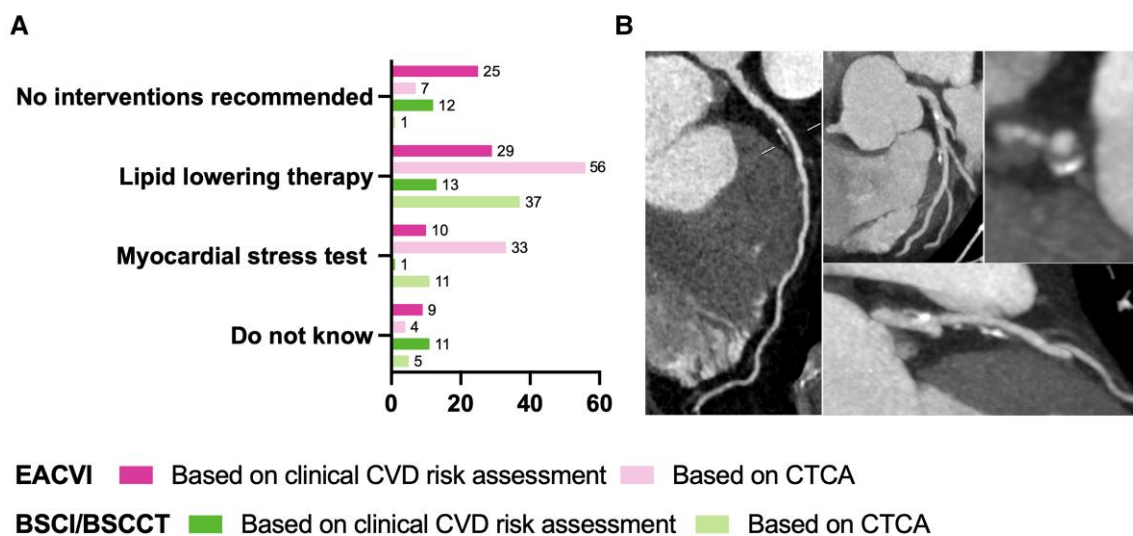 A
B
No interventions recommended
25
7
12
1
Lipid lowering therapy
29
56
13
37
Myocardial stress test
10
33
1
11
Do not know
9
4
11
5
0 20 40 60
EACVI Based on clinical CVD risk assessment Based on CTCA
BSCI/BSCCT Based on clinical CVD risk assessment Based on CTCA